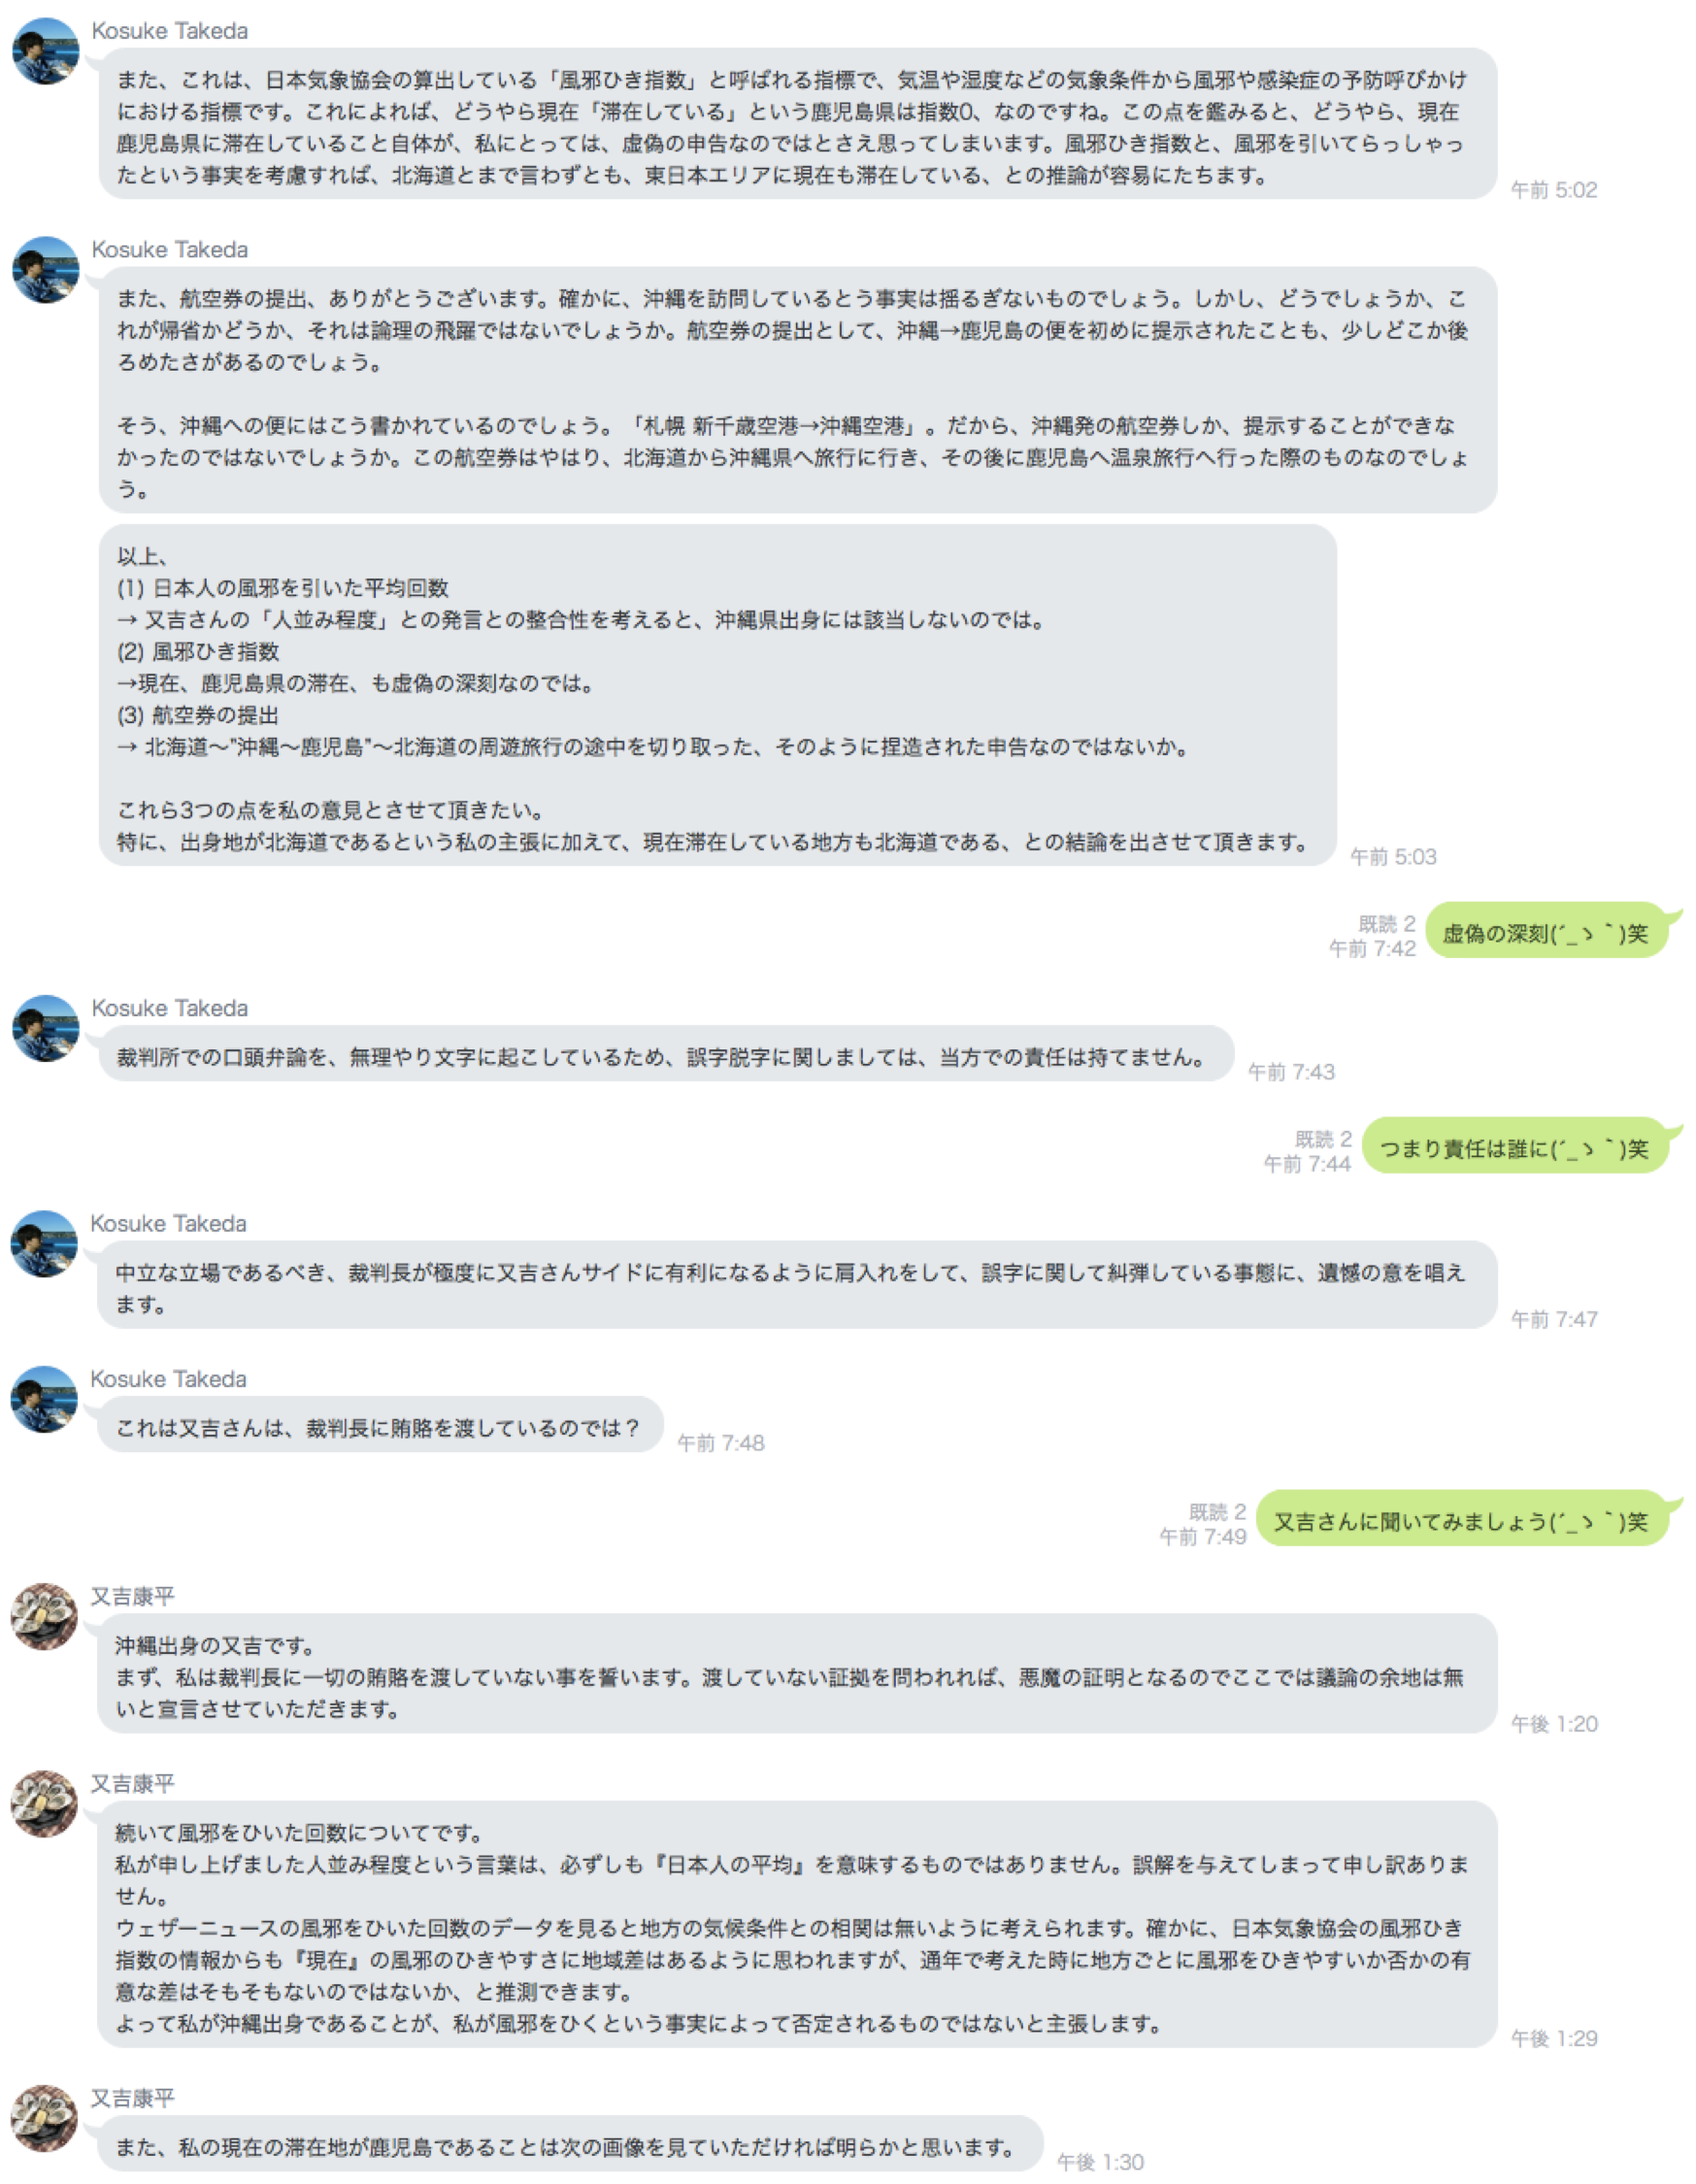 Kosuke Takeda
また、これは、日本気象協会の算出している「風邪ひき指数」と呼ばれる指標で、気温や湿度などの気象条件から風邪や感染症の予防呼びかけ
における指標です。これによれば、どうやら現在「滞在している」という鹿児島県は指数0、なのですね。この点を鑑みると、どうやら、現在
鹿児島県に滞在していること自体が、私にとっては、虚偽の申告なのではとさえ思ってしまいます。風邪ひき指数と、風邪を引いてらっしゃっ
たという事実を考慮すれば、北海道とまで言わずとも、東日本エリアに現在も滞在している、との推論が容易にたちます。
午前 5:02
Kosuke Takeda
また、航空券の提出、ありがとうございます。確かに、沖縄を訪問しているとう事実は揺るぎないものでしょう。しかし、どうでしょうか、こ
れが帰省かどうか、それは論理の飛躍ではないでしょうか。航空券の提出として、沖縄→鹿児島の便を初めに提示されたことも、少しどこか後
ろめたさがあるのでしょう。
そう、沖縄への便にはこう書かれているのでしょう。「札幌 新千歳空港→沖縄空港」。だから、沖縄発の航空券しか、提示することができな
かったのではないでしょうか。この航空券はやはり、北海道から沖縄県へ旅行に行き、その後に鹿児島へ温泉旅行へ行った際のものなのでしょ
う。
以上、
(1) 日本人の風邪を引いた平均回数
→ 又吉さんの「人並み程度」との発言との整合性を考えると、沖縄県出身には該当しないのでは。
(2) 風邪ひき指数
→現在、鹿児島県の滞在、も虚偽の深刻なのでは。
(3) 航空券の提出
→ 北海道〜"沖縄〜鹿児島"〜北海道の周遊旅行の途中を切り取った、そのように捏造された申告なのではないか。
これら3つの点を私の意見とさせて頂きたい。
特に、出身地が北海道であるという私の主張に加えて、現在滞在している地方も北海道である、との結論を出させて頂きます。
午前 5:03
既読 2
午前 7:42
虚偽の深刻(´_ゝ｀)笑
Kosuke Takeda
裁判所での口頭弁論を、無理やり文字に起こしているため、誤字脱字に関しましては、当方での責任は持てません。
午前 7:43
既読 2
午前 7:44
つまり責任は誰に(´_ゝ｀)笑
Kosuke Takeda
中立な立場であるべき、裁判長が極度に又吉さんサイドに有利になるように肩入れをして、誤字に関して糾弾している事態に、遺憾の意を唱え
ます。
午前 7:47
Kosuke Takeda
これは又吉さんは、裁判長に賄賂を渡しているのでは？
午前 7:48
既読 2
午前 7:49
又吉さんに聞いてみましょう(´_ゝ｀)笑
又吉康平
沖縄出身の又吉です。
まず、私は裁判長に一切の賄賂を渡していない事を誓います。渡していない証拠を問われれば、悪魔の証明となるのでここでは議論の余地は無
いと宣言させていただきます。
午後 1:20
又吉康平
続いて風邪をひいた回数についてです。
私が申し上げました人並み程度という言葉は、必ずしも『日本人の平均』を意味するものではありません。誤解を与えてしまって申し訳ありま
せん。
ウェザーニュースの風邪をひいた回数のデータを見ると地方の気候条件との相関は無いように考えられます。確かに、日本気象協会の風邪ひき
指数の情報からも『現在』の風邪のひきやすさに地域差はあるように思われますが、通年で考えた時に地方ごとに風邪をひきやすいか否かの有
意な差はそもそもないのではないか、と推測できます。
よって私が沖縄出身であることが、私が風邪をひくという事実によって否定されるものではないと主張します。
午後 1:29
又吉康平
また、私の現在の滞在地が鹿児島であることは次の画像を見ていただければ明らかと思います。
午後 1:30